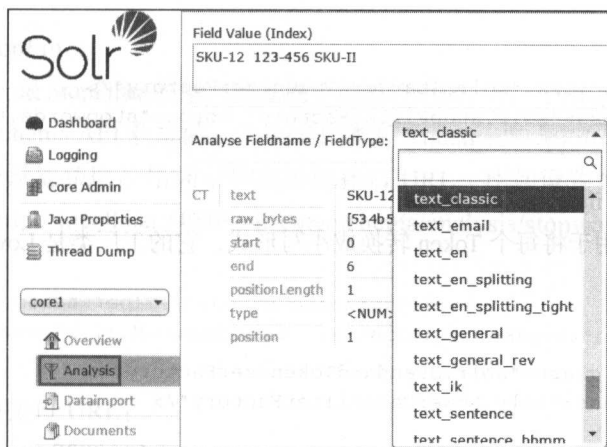 Solr
Dashboard
Logging
Core Admin
Java Properties
Thread Dump
core1
Overview
Analysis
Dataimport
Documents
Field Value (Index)
SKU-12 123-456 SKU-II
Analyse Fieldname / FieldType:
text_classic
CT
text SKU-12
raw_bytes [53 4b 5
start 0
end 6
positionLength 1
type <NUM>
position 1
text_classic
text_email
text_en
text_en_splitting
text_en_splitting_tight
text_general
text_general_rev
text_ik
text_sentence